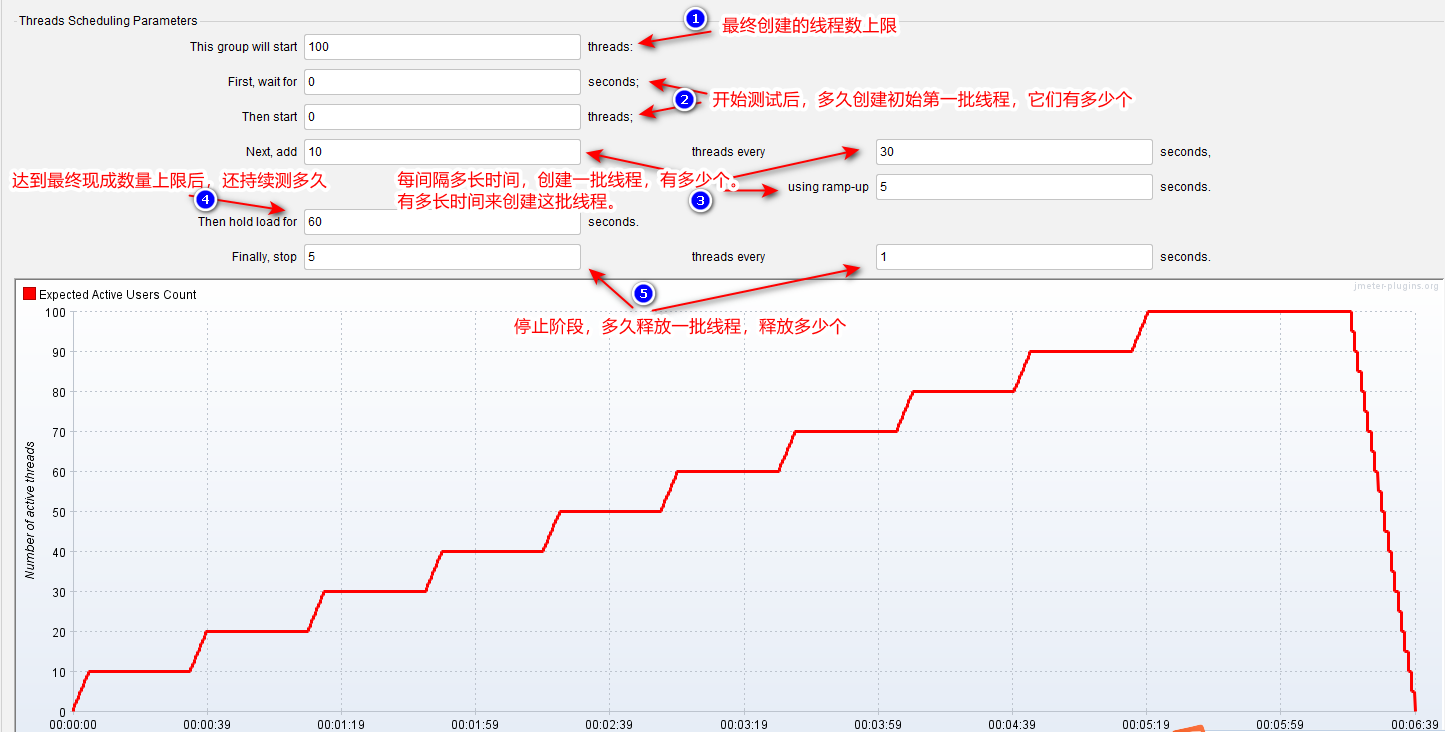 Threads Scheduling Parameters
1 最终创建的线程数上限
This group will start 100 threads:
First, wait for 0 seconds;
2 开始测试后，多久创建初始第一批线程，它们有多少个
Then start 0 threads;
Next, add 10 threads every 30 seconds,
达到最终现成数量上限后，还持续测多久
每间隔多长时间，创建一批线程，有多少个。
using ramp-up 5 seconds.
4
有多长时间来创建这批线程。
3
Then hold load for 60 seconds.
Finally, stop 5 threads every 1 seconds.
5
Expected Active Users Count
jmeter-plugins.org
停止阶段，多久释放一批线程，释放多少个
100
90
80
70
60
50
40
30
20
10
0
Number of active threads
00:00:00 00:00:39 00:01:19 00:01:59 00:02:39 00:03:19 00:03:59 00:04:39 00:05:19 00:05:59 00:06:39